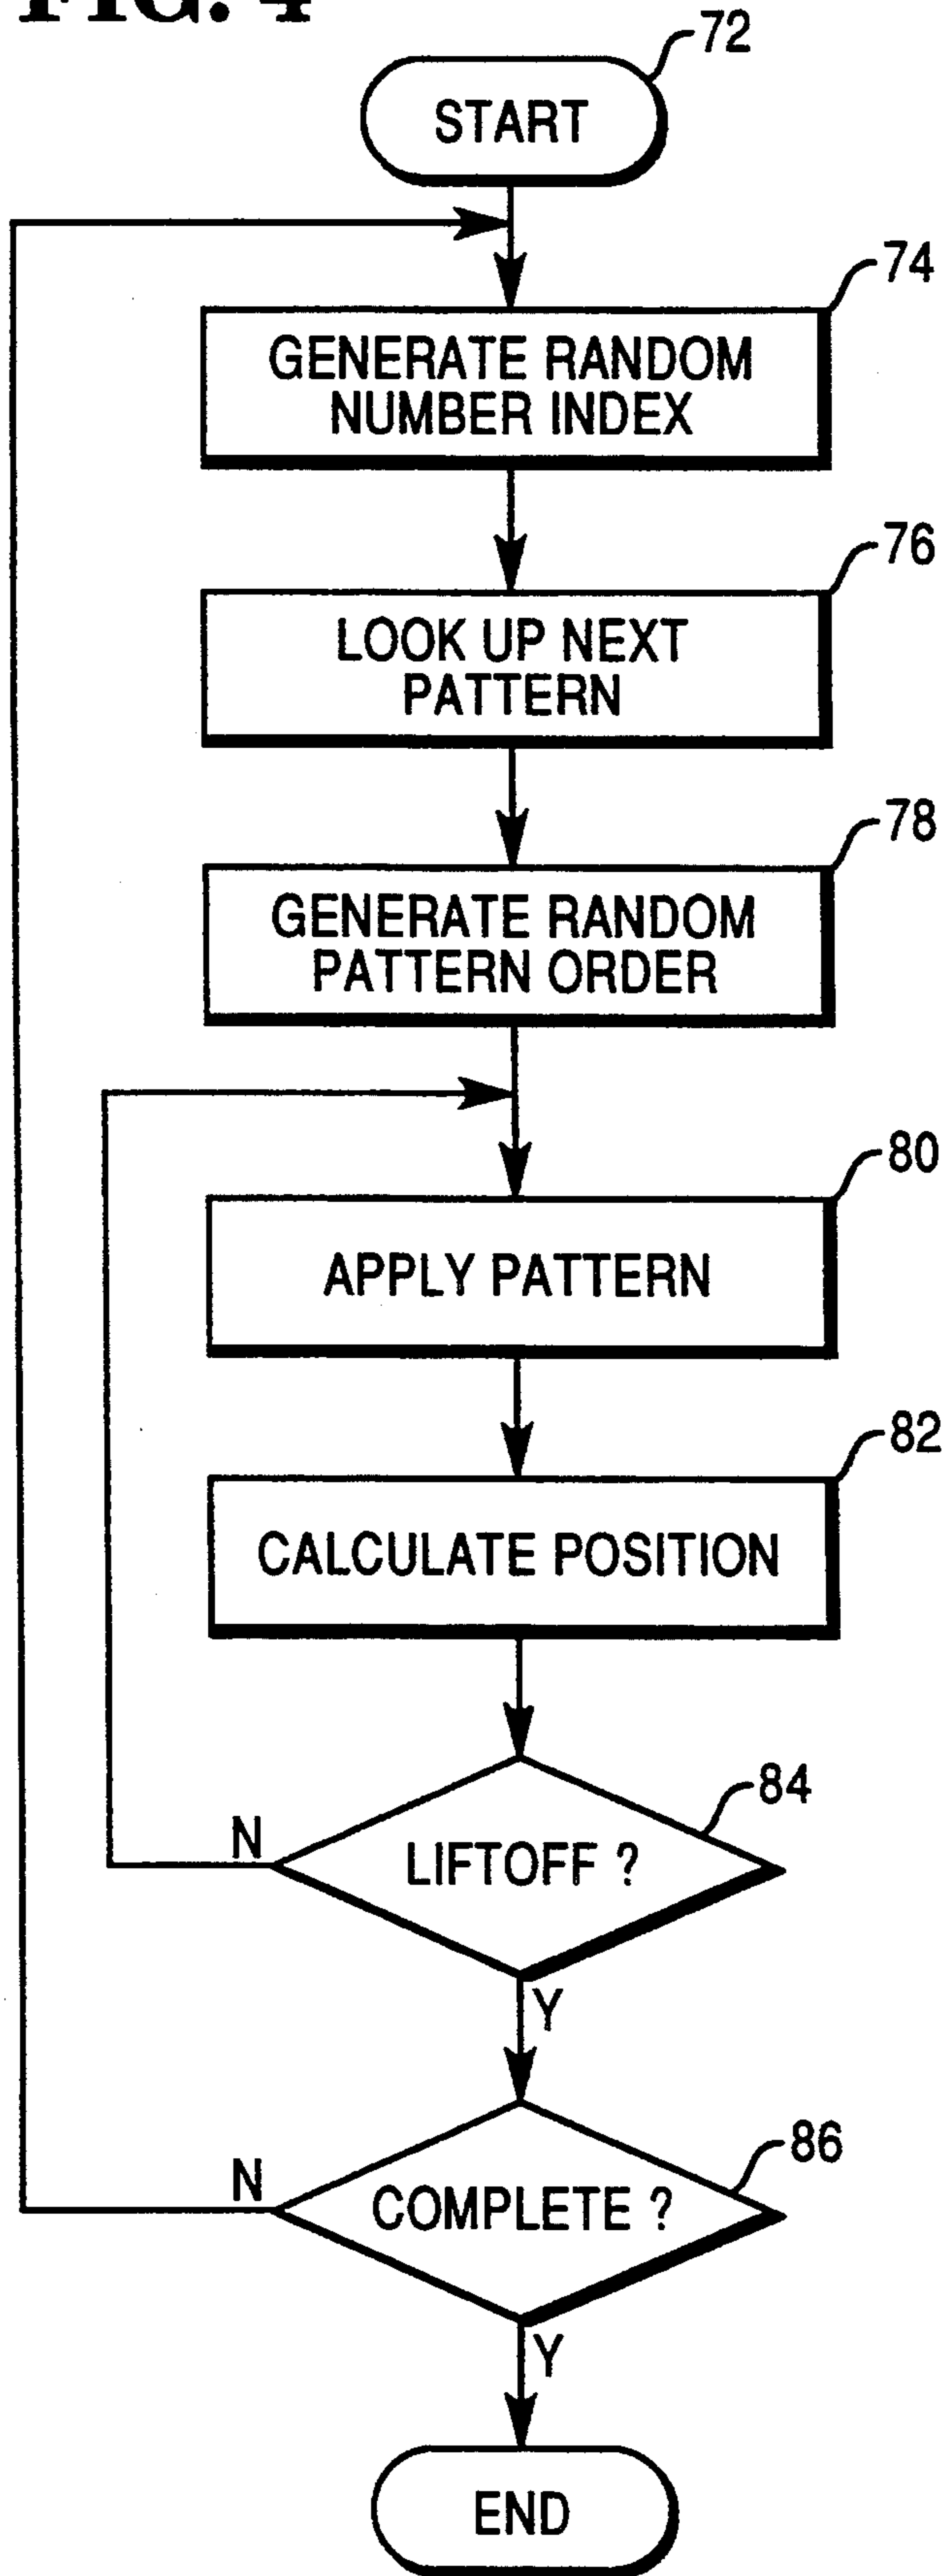 FIG. 4
72
START
74
GENERATE RANDOM
NUMBER INDEX
76
LOOK UP NEXT
PATTERN
78
GENERATE RANDOM
PATTERN ORDER
80
APPLY PATTERN
82
CALCULATE POSITION
84
N
LIFTOFF ?
Y
86
N
COMPLETE ?
Y
END